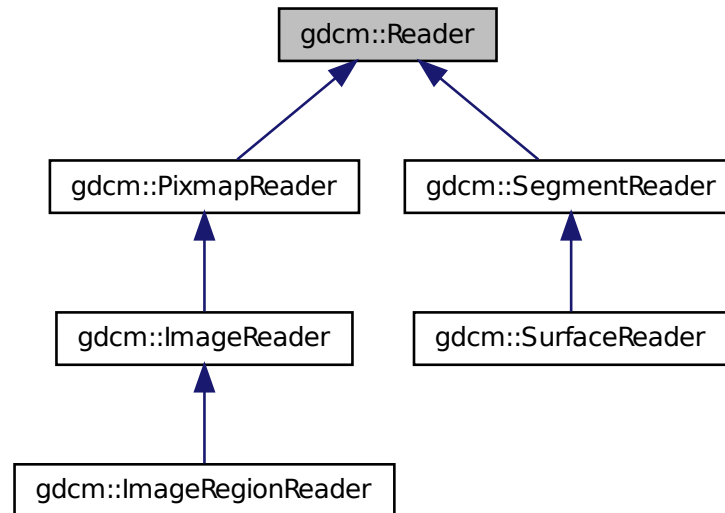 gdcm::Reader
gdcm::PixmapReader
gdcm::SegmentReader
gdcm::ImageReader
gdcm::SurfaceReader
gdcm::ImageRegionReader